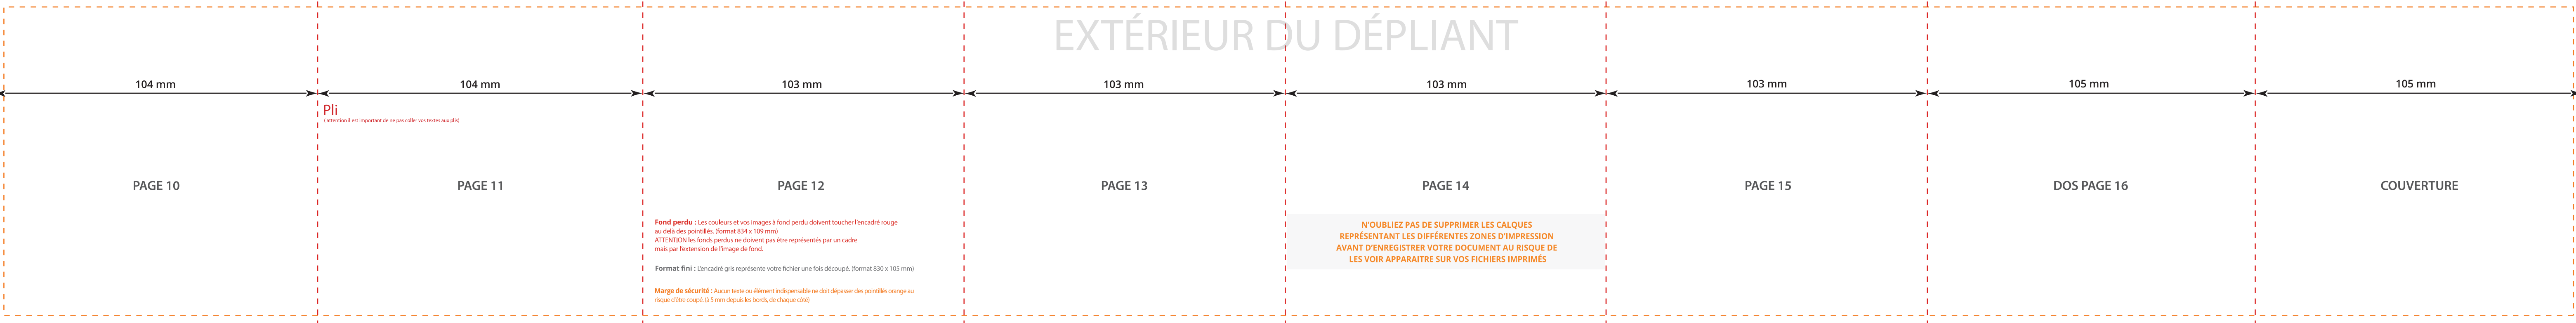 EXTÉRIEUR DU DÉPLIANT
104 mm
104 mm
103 mm
103 mm
103 mm
103 mm
105 mm
105 mm
Pli
( attention il est important de ne pas coller vos textes aux plis)
PAGE 10
PAGE 11
PAGE 12
PAGE 13
PAGE 14
PAGE 15
DOS PAGE 16
COUVERTURE
Fond perdu : Les couleurs et vos images à fond perdu doivent toucher l'encadré rouge
au delà des pointillés. (format 834 x 109 mm)
ATTENTION les fonds perdus ne doivent pas être représentés par un cadre
mais par l'extension de l'image de fond.
Format fini : L'encadré gris représente votre fichier une fois découpé. (format 830 x 105 mm)
Marge de sécurité : Aucun texte ou élément indispensable ne doit dépasser des pointillés orange au
risque d'être coupé. (à 5 mm depuis les bords, de chaque côté)
N'OUBLIEZ PAS DE SUPPRIMER LES CALQUES
REPRÉSENTANT LES DIFFÉRENTES ZONES D'IMPRESSION
AVANT D'ENREGISTRER VOTRE DOCUMENT AU RISQUE DE
LES VOIR APPARAITRE SUR VOS FICHIERS IMPRIMÉS